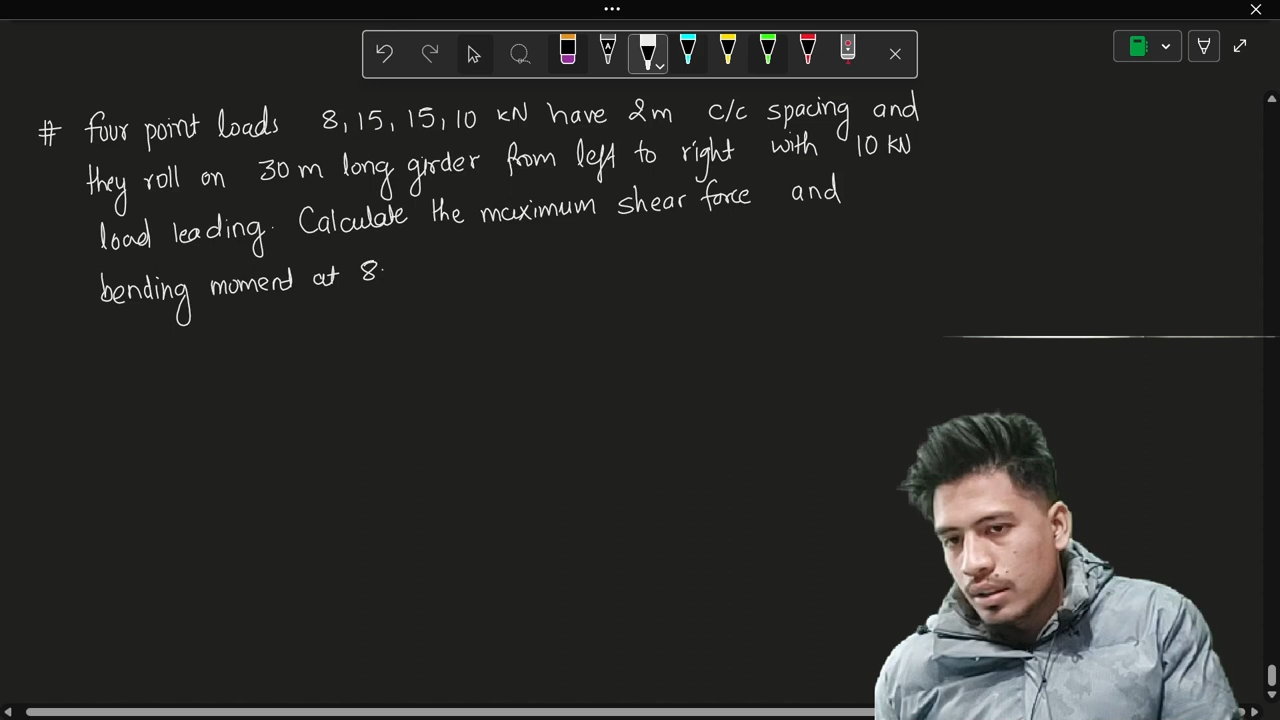 # four point loads 8, 15, 15, 10 kN have 2m c/c spacing and
they roll on 30 m long girder from left to right with 10 kN
load leading. Calculate the maximum shear force and
bending moment at 8.